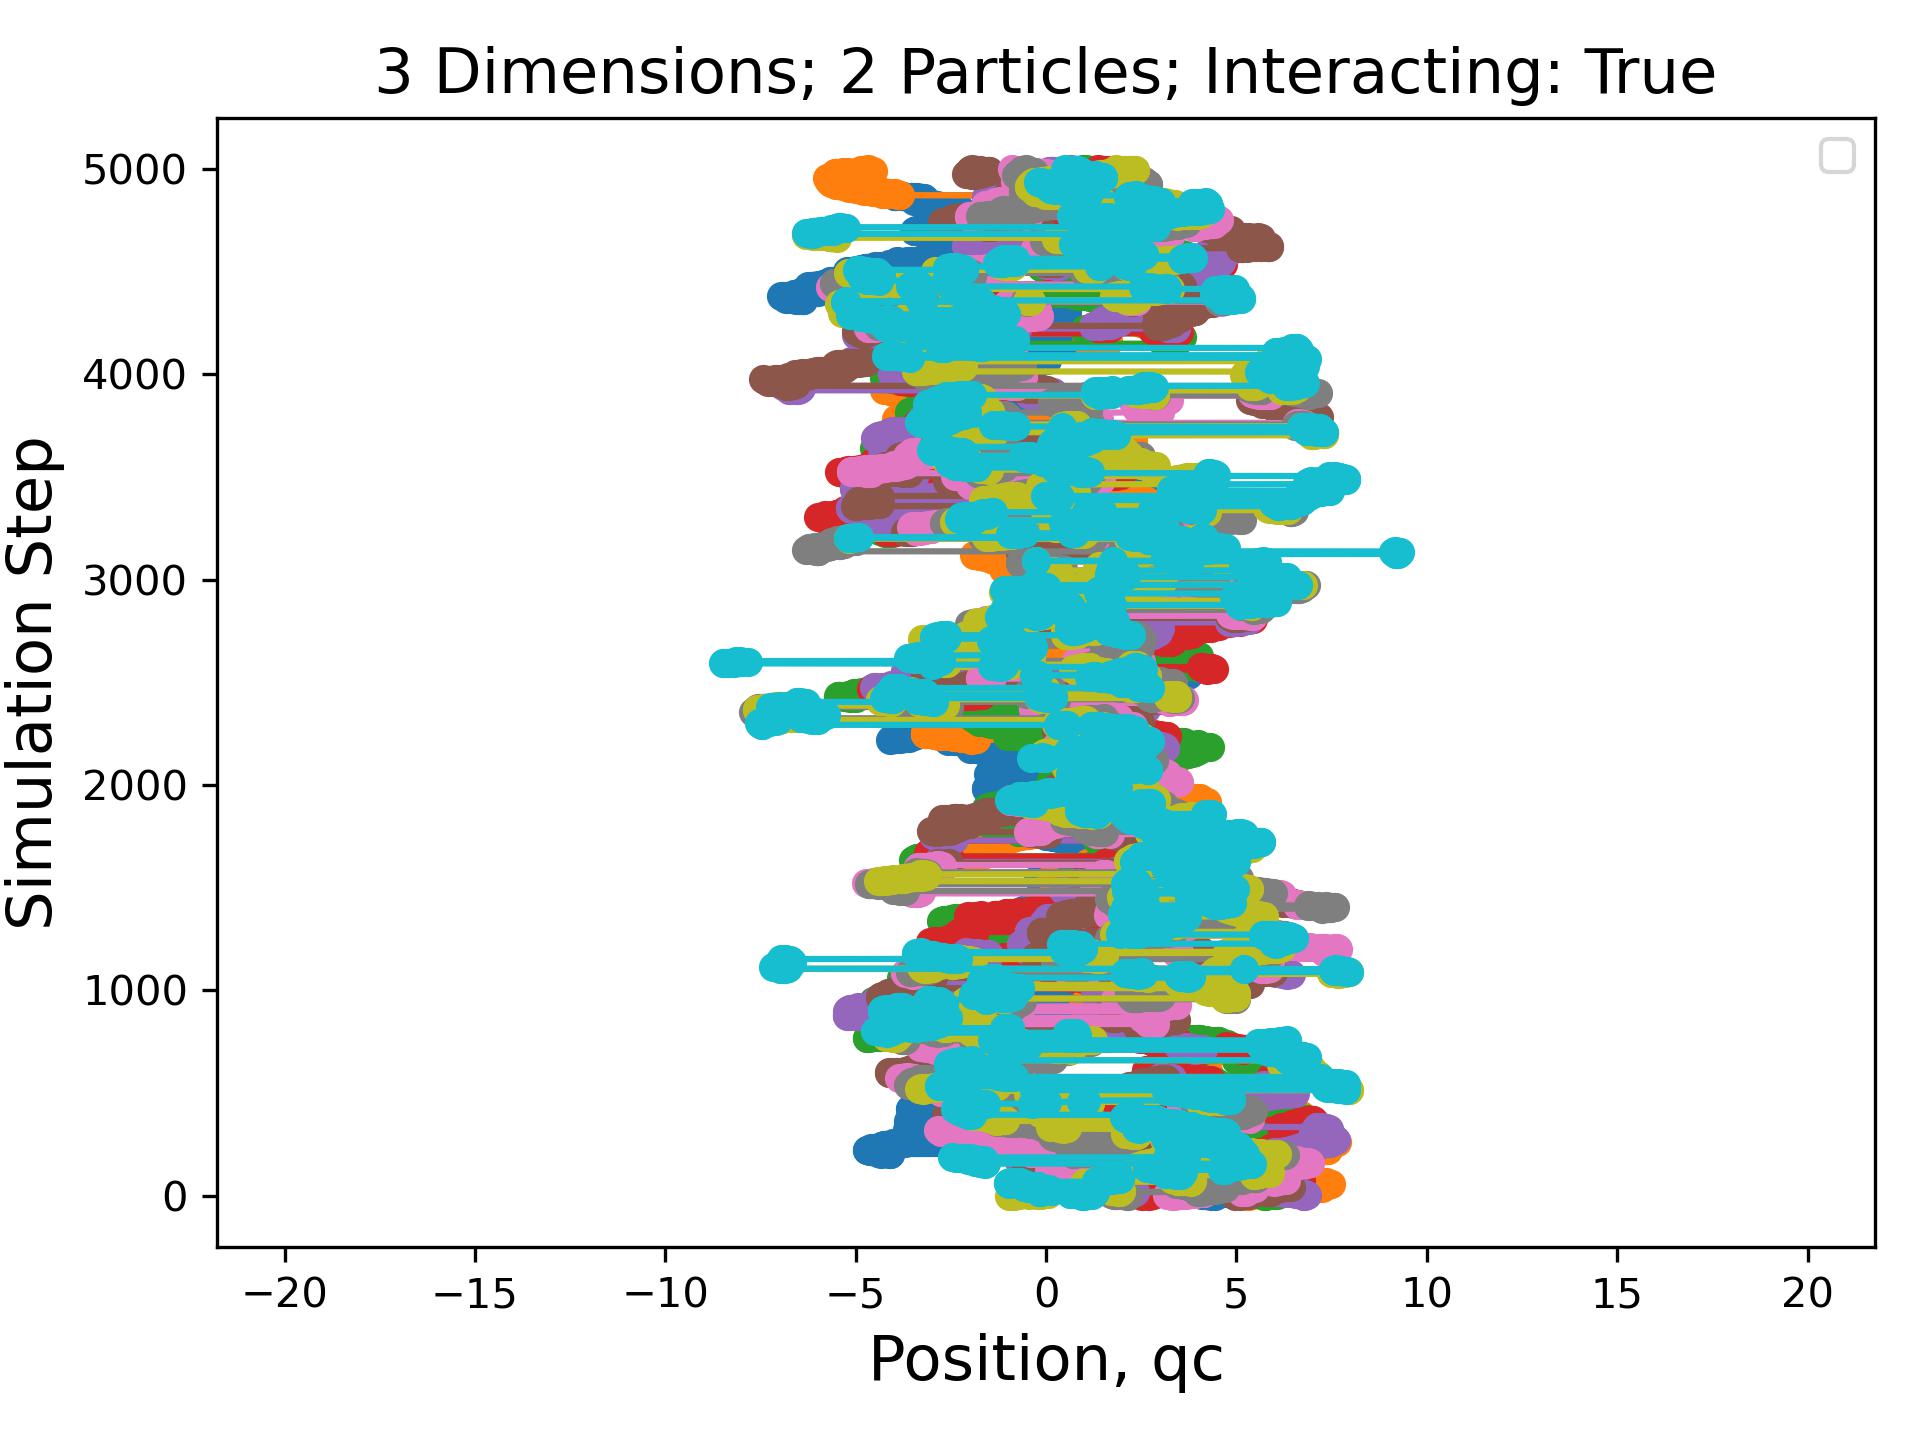 3 Dimensions; 2 Particles; Interacting: True
Simulation Step
5000
4000
3000
2000
1000
0
−20 −15 −10 −5 0 5 10 15 20
Position, qc